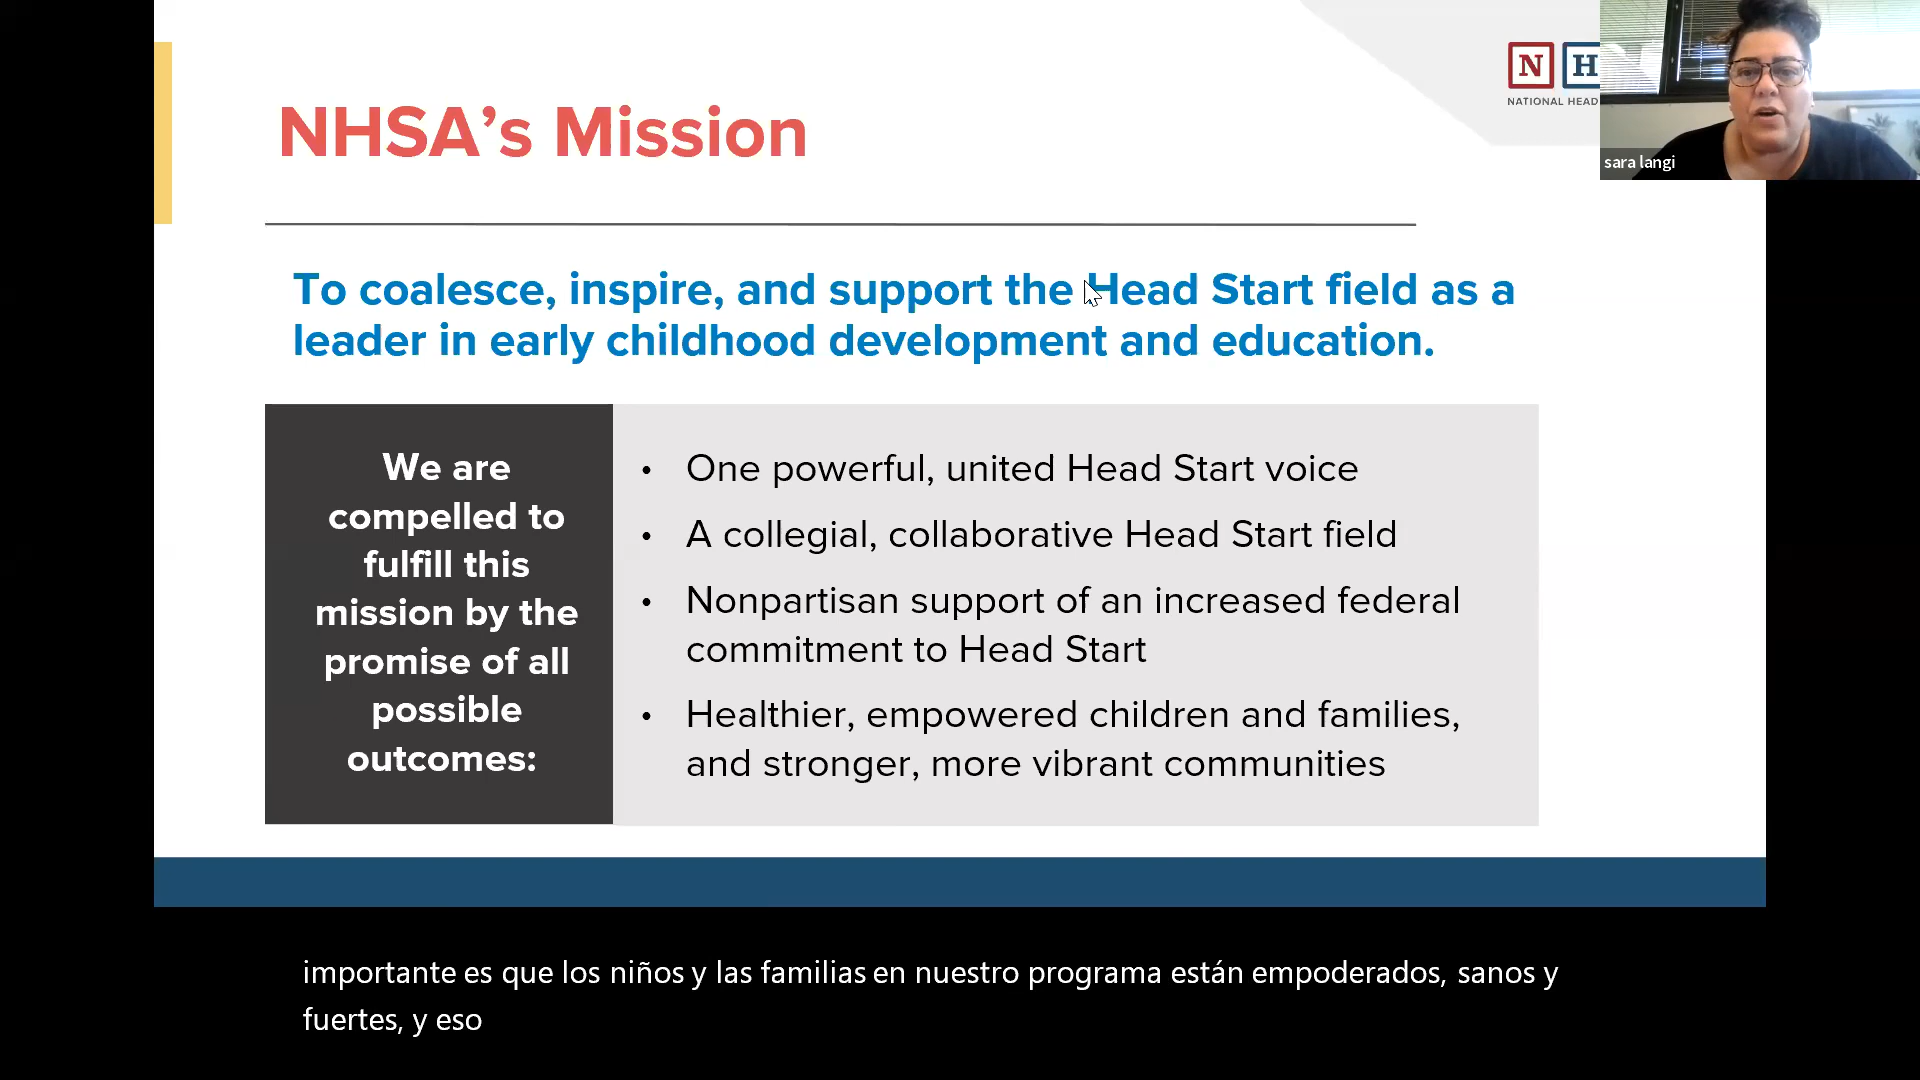 NHSA’s Mission
N H
NATIONAL HEAD
sara langi
To coalesce, inspire, and support the Head Start field as a
leader in early childhood development and education.
We are
compelled to
fulfill this
mission by the
promise of all
possible
outcomes:
• One powerful, united Head Start voice
• A collegial, collaborative Head Start field
• Nonpartisan support of an increased federal
commitment to Head Start
• Healthier, empowered children and families,
and stronger, more vibrant communities
importante es que los niños y las familias en nuestro programa están empoderados, sanos y
fuertes, y eso